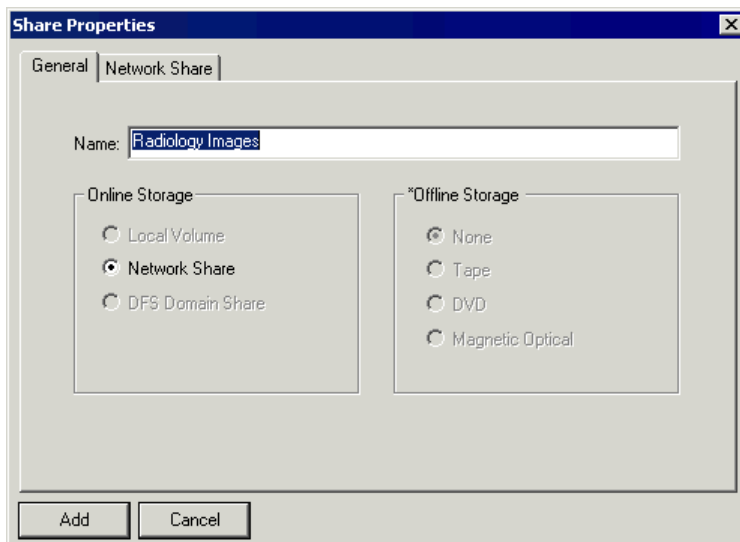 Share Properties
General
Network Share
Name: Radiology Images
Online Storage
Local Volume
Network Share
DFS Domain Share
*Offline Storage
None
Tape
DVD
Magnetic Optical
Add
Cancel